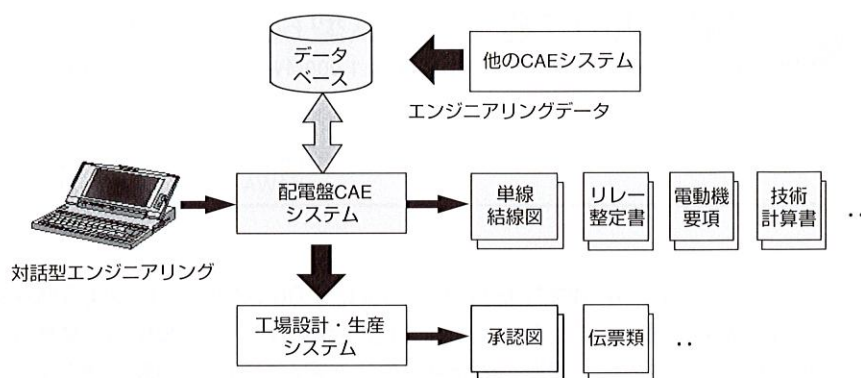 データ
ベース
他のCAEシステム
エンジニアリングデータ
配電盤CAE
システム
単線
結線図
リレー
整定書
電動機
要項
技術
計算書
‥
対話型エンジニアリング
工場設計・生産
システム
承認図
伝票類
‥